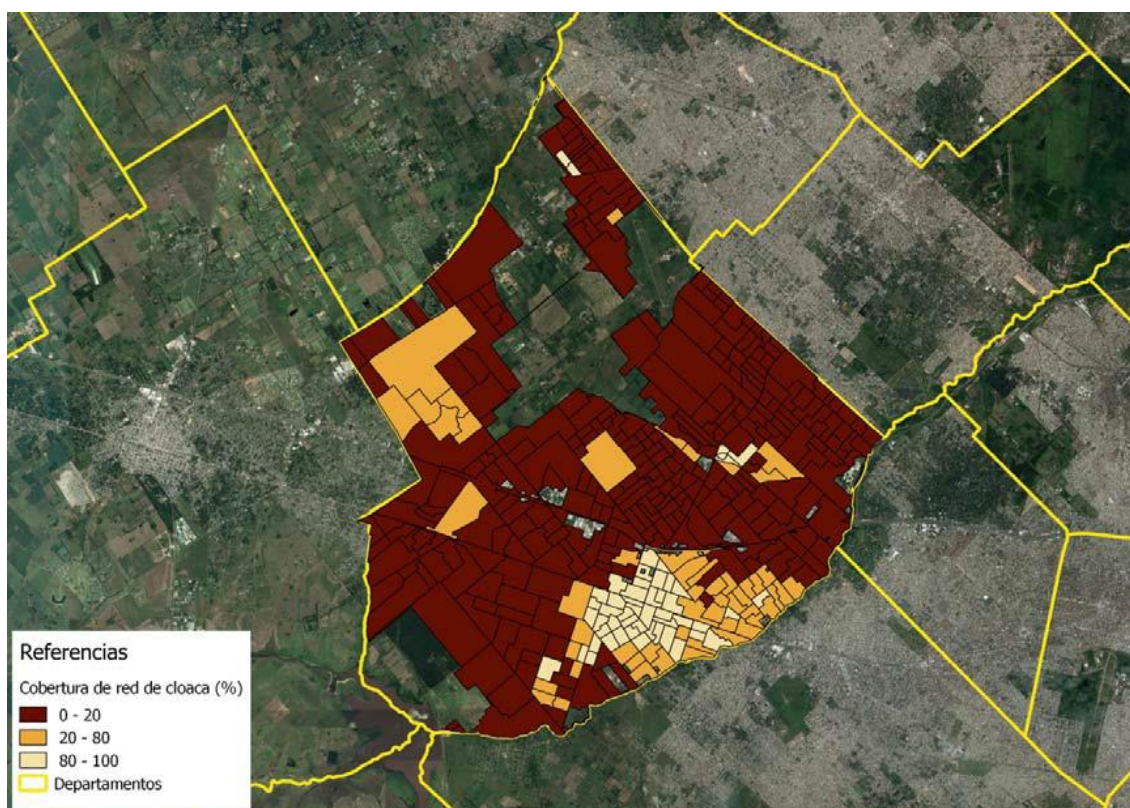 Referencias
Cobertura de red de cloaca (%)
0 - 20
20 - 80
80 - 100
Departamentos